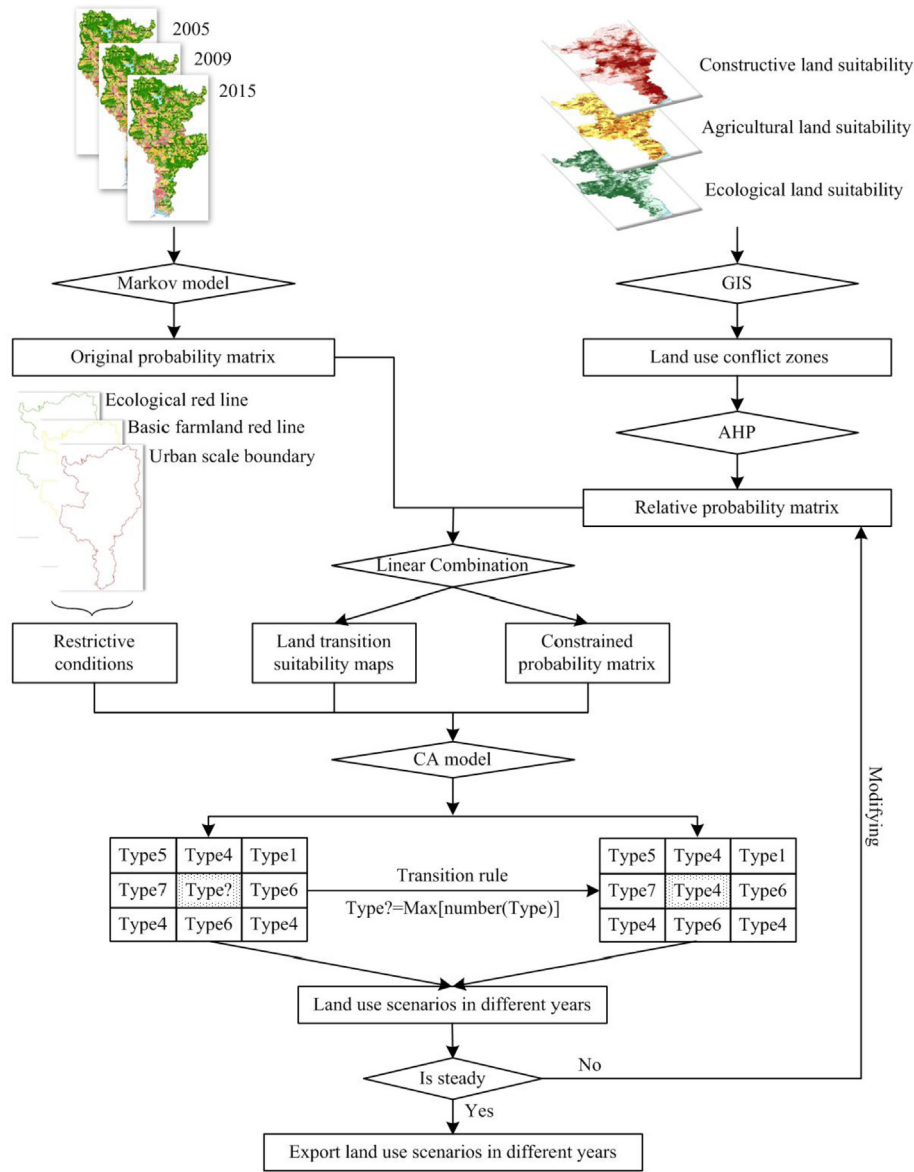 2005
2009
2015
Constructive land suitability
Agricultural land suitability
Ecological land suitability
Markov model
GIS
Original probability matrix
Land use conflict zones
Ecological red line
Basic farmland red line
Urban scale boundary
AHP
Relative probability matrix
Linear Combination
Restrictive
conditions
Land transition
suitability maps
Constrained
probability matrix
CA model
Modifying
Type5 Type4 Type1
Type7 Type? Type6
Type4 Type6 Type4
Transition rule
Type?=Max[number(Type)]
Type5 Type4 Type1
Type7 Type4 Type6
Type4 Type6 Type4
Land use scenarios in different years
Is steady
No
Yes
Export land use scenarios in different years